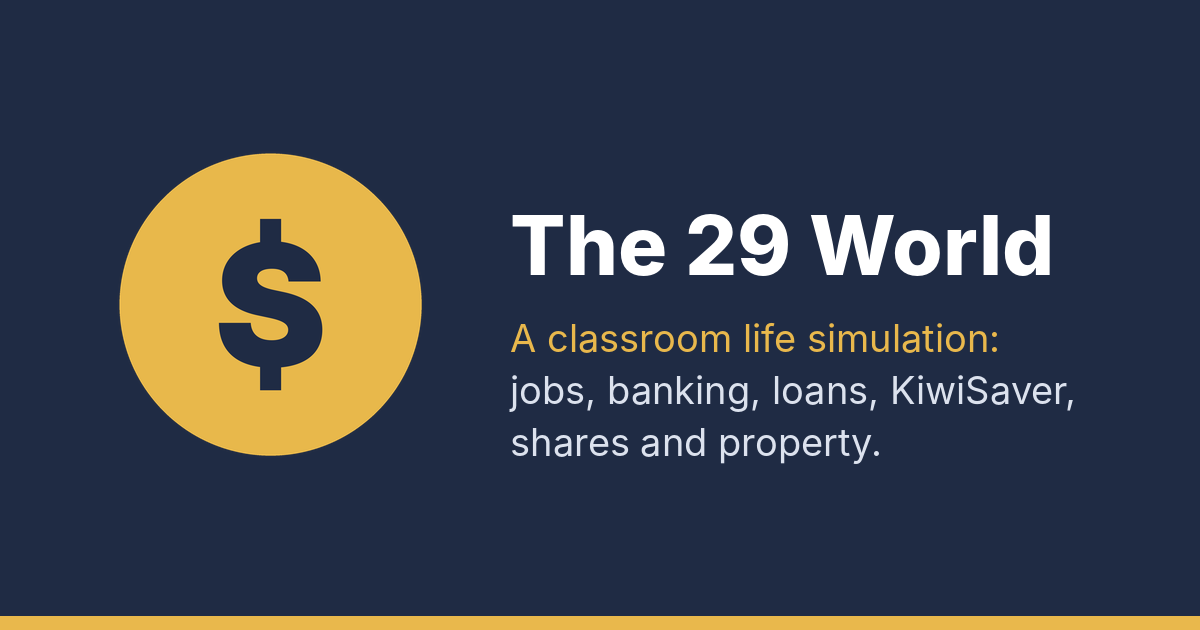 $
The 29 World
A classroom life simulation:
jobs, banking, loans, KiwiSaver,
shares and property.